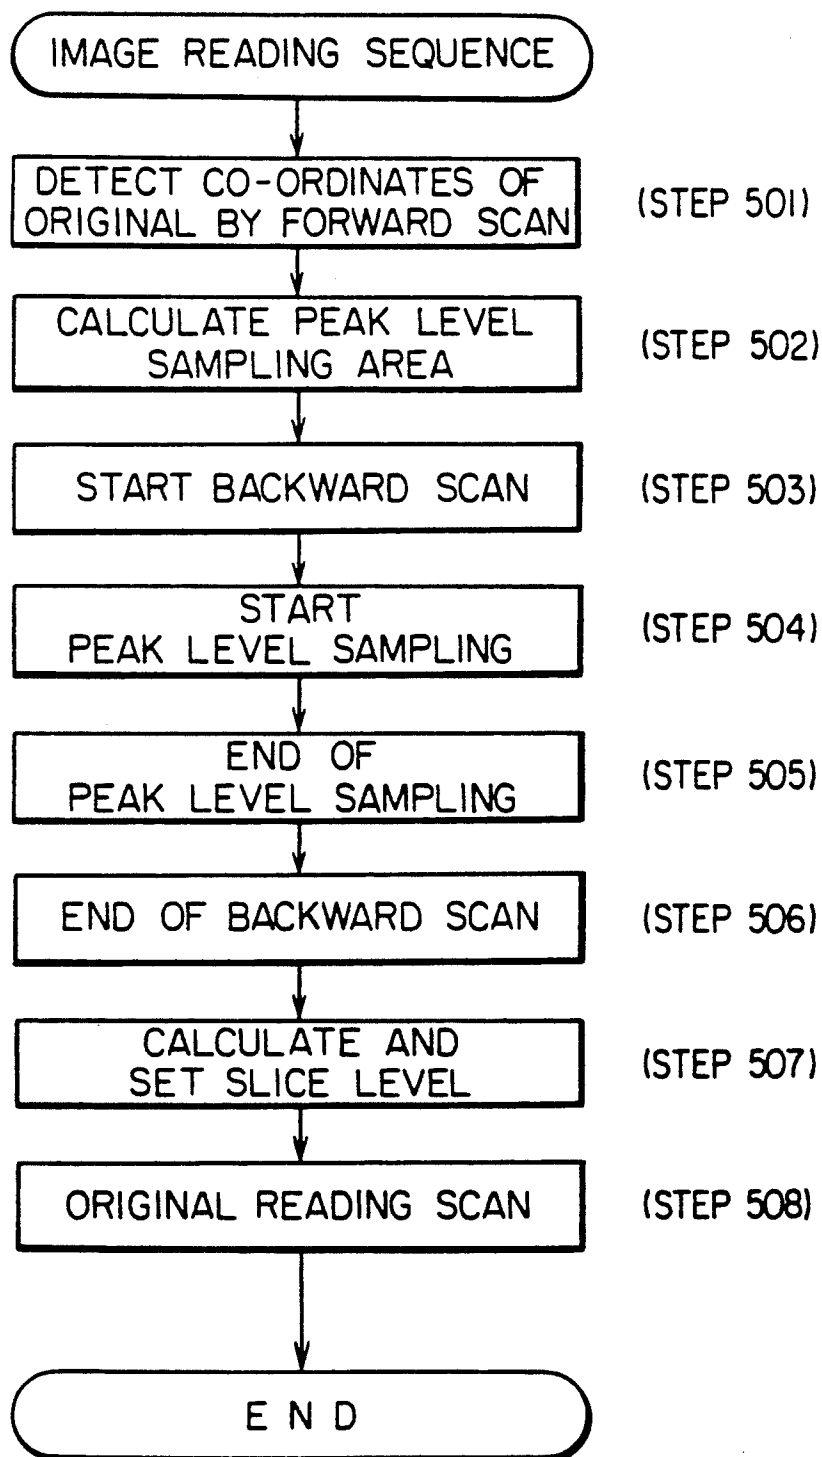 IMAGE READING SEQUENCE
DETECT CO-ORDINATES OF
ORIGINAL BY FORWARD SCAN
(STEP 501)
CALCULATE PEAK LEVEL
SAMPLING AREA
(STEP 502)
START BACKWARD SCAN
(STEP 503)
START
PEAK LEVEL SAMPLING
(STEP 504)
END OF
PEAK LEVEL SAMPLING
(STEP 505)
END OF BACKWARD SCAN
(STEP 506)
CALCULATE AND
SET SLICE LEVEL
(STEP 507)
ORIGINAL READING SCAN
(STEP 508)
END